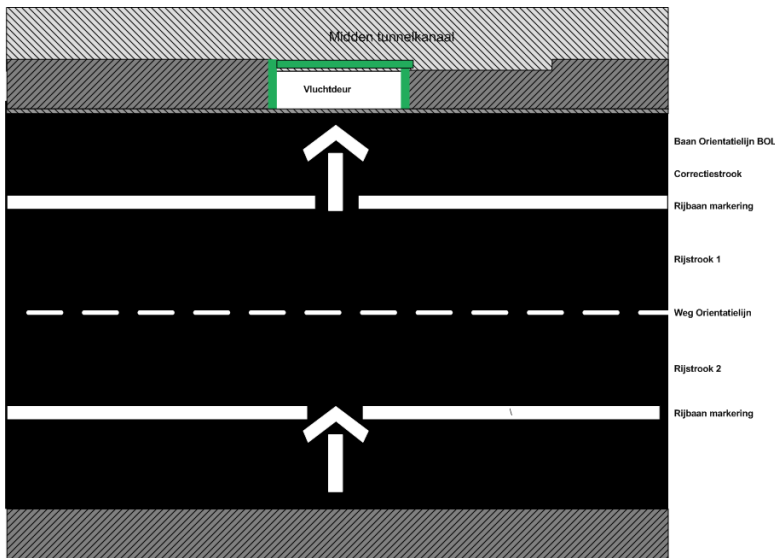 Midden tunnelkanaal
Vluchtdeur
Baan Orientatielijn BOL
Correctiestrook
Rijbaan markering
Rijstrook 1
Weg Orientatielijn
Rijstrook 2
Rijbaan markering
\